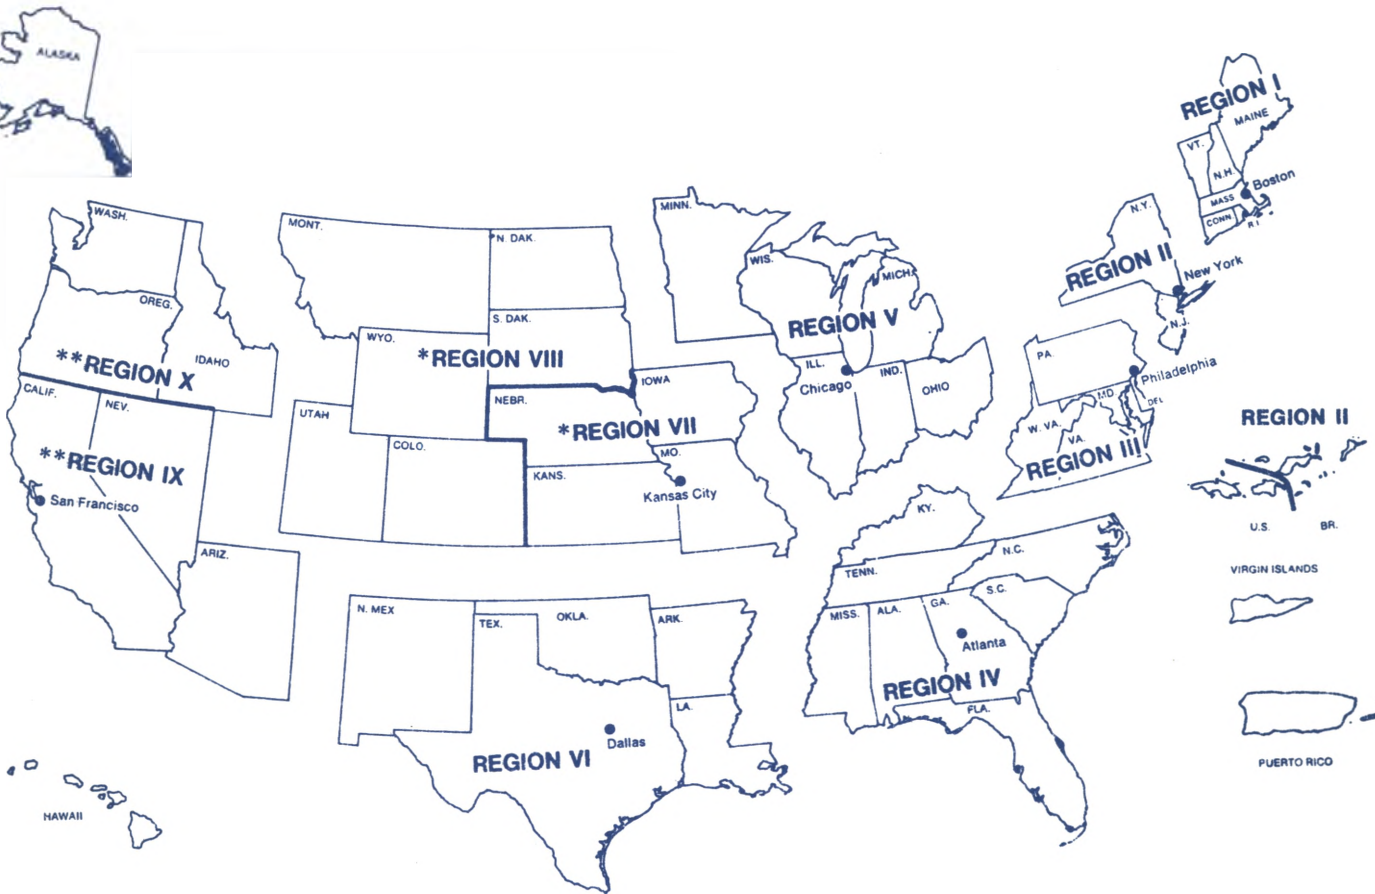 ALASKA
REGION I
MAINE
VT.
N.H.
Boston
MASS
CONN.
R I
N.Y.
REGION II
New York
N.J.
WASH.
OREG.
IDAHO
**REGION X
MONT.
N. DAK.
S. DAK.
WYO.
*REGION VIII
UTAH
COLO.
MINN.
WIS.
MICH.
REGION V
ILL.
IND.
OHIO
Chicago
PA.
Philadelphia
MD
DEL
W. VA.
VA.
REGION III
CALIF.
NEV.
**REGION IX
San Francisco
ARIZ.
NEBR.
IOWA
*REGION VII
KANS.
MO.
Kansas City
REGION II
U.S.
BR.
VIRGIN ISLANDS
PUERTO RICO
KY.
TENN.
N.C.
S.C.
MISS.
ALA.
GA.
Atlanta
REGION IV
FLA.
N. MEX
TEX.
OKLA.
ARK.
LA.
Dallas
REGION VI
HAWAII